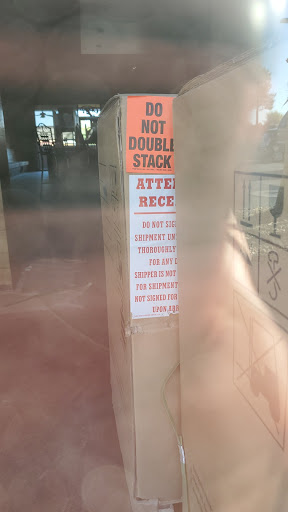 DO
NOT
DOUBLE
STACK
ATTE
RECE
DO NOT SIG
SHIPMENT UN
THOROUGHLY
FOR ANY
SHIPPER IS NOT
FOR SHIPMENT
NOT SIGNED FOR
UPON